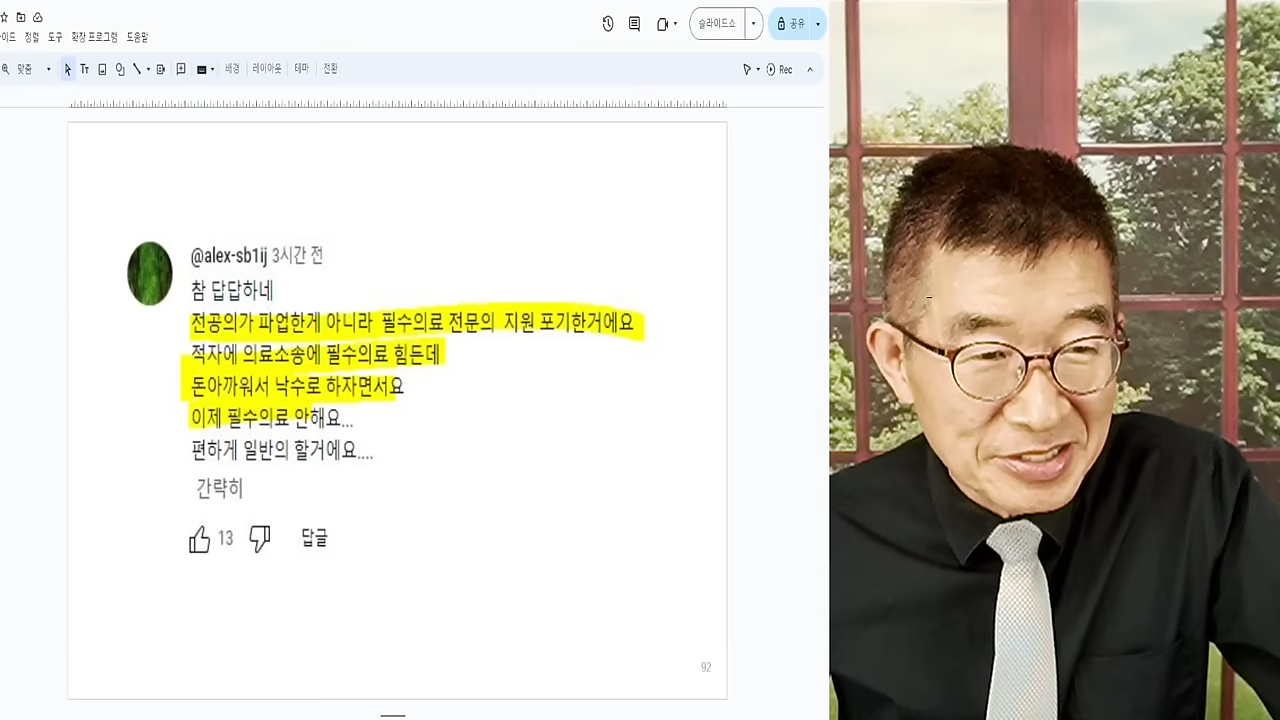 이드 정렬 도구 확장 프로그램 도움말
슬라이드쇼
공유
맞춤
Tт
배경
레이아웃
테마
전환
Rec
@alex-sb1ij 3시간 전
참 답답하네
전공의가 파업한게 아니라 필수의료 전문의 지원 포기한거에요
적자에 의료소송에 필수의료 힘든데
돈아까워서 낙수로 하자면서요
이제 필수의료 안해요...
편하게 일반의 할거에요....
간략히
13
답글
92